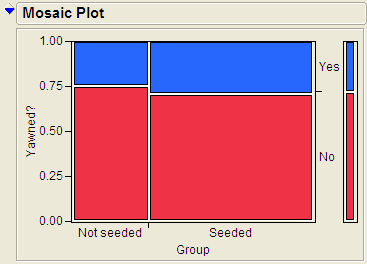 Mosaic Plot
1.00
0.75
0.50
0.25
0.00
Yawned?
Yes
No
Not seeded
Seeded
Group